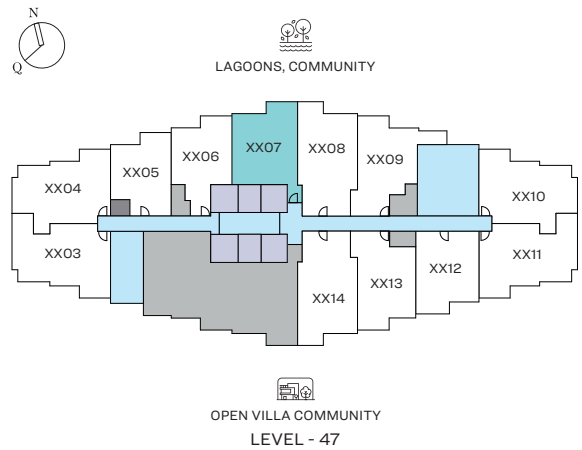 N
Q
LAGOONS, COMMUNITY
XX07
XX06
XX08
XX05
XX09
XX04
XX10
XX03
XX11
XX12
XX13
XX14
OPEN VILLA COMMUNITY
LEVEL - 47